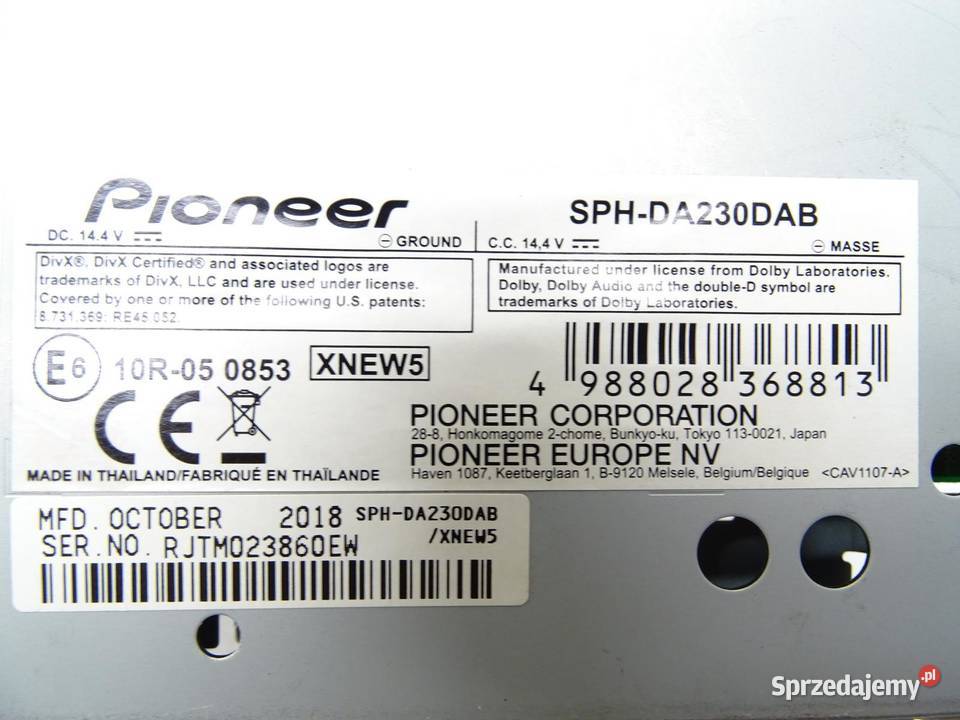 Pioneer
SPH-DA230DAB
DC. 14.4 V
GROUND
C.C. 14,4 V
MASSE
DivX®, DivX Certified® and associated logos are
trademarks of DivX, LLC and are used under license.
Covered by one or more of the following U.S. patents:
8.731.369; RE45.052.
Manufactured under license from Dolby Laboratories.
Dolby, Dolby Audio and the double-D symbol are
trademarks of Dolby Laboratories.
E6
10R-05 0853
XNEW5
4 988028 368813
CE
PIONEER CORPORATION
28-8, Honkomagome 2-chome, Bunkyo-ku, Tokyo 113-0021, Japan
PIONEER EUROPE NV
Haven 1087, Keetberglaan 1, B-9120 Melsele, Belgium/Belgique
<CAV1107-A>
MADE IN THAILAND/FABRIQUÉ EN THAÏLANDE
MFD. OCTOBER 2018 SPH-DA230DAB
/XNEW5
SER.NO. RJTM023860EW
Sprzedajemy.pl